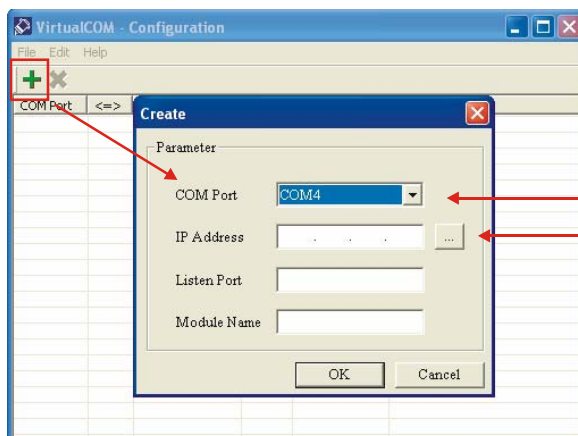 VirtualCOM - Configuration
File Edit Help
COM Port <=>
Create
Parameter
COM Port COM4
IP Address . . . ...
Listen Port
Module Name
OK Cancel